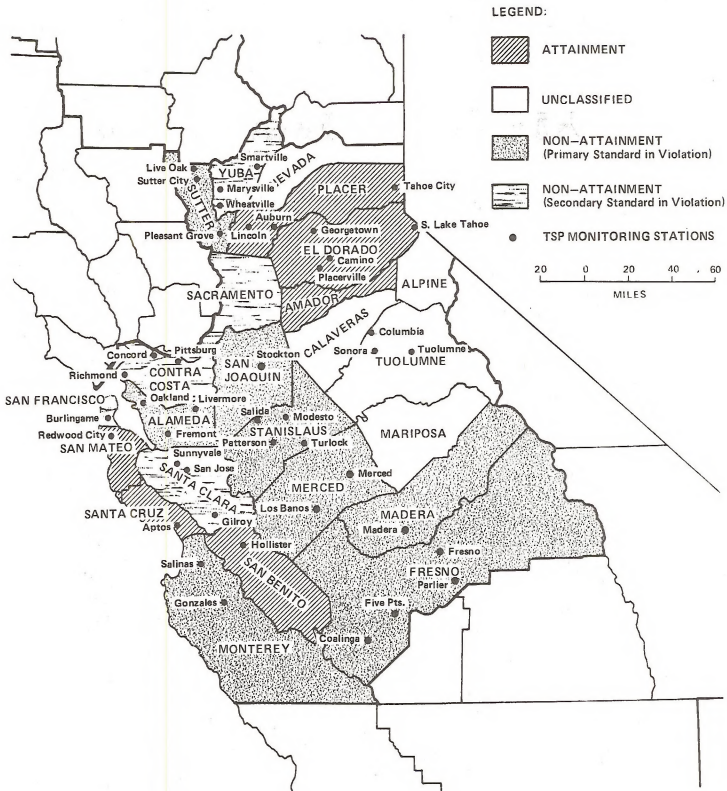 LEGEND:
ATTAINMENT
UNCLASSIFIED
NON—ATTAINMENT
(Primary Standard in Violation)
NON—ATTAINMENT
(Secondary Standard in Violation)
TSP MONITORING STATIONS
20 0 20 40 60
MILES
Smartville
Live Oak
YUBA
NEVADA
Sutter City
Marysville
PLACER
Tahoe City
SUTTER
Wheatville
Auburn
Pleasant Grove
Lincoln
Georgetown
S. Lake Tahoe
EL DORADO
Camino
Placerville
SACRAMENTO
AMADOR
ALPINE
CALAVERAS
Columbia
Concord
Pittsburg
Stockton
Sonora
Tuolumne
TUOLUMNE
Richmond
CONTRA
COSTA
SAN
JOAQUIN
SAN FRANCISCO
Oakland
Livermore
Burlingame
ALAMEDA
Salida
Modesto
Redwood City
Fremont
STANISLAUS
MARIPOSA
SAN MATEO
Patterson
Turlock
Sunnyvale
San Jose
Merced
SANTA CLARA
MERCED
SANTA CRUZ
Los Banos
MADERA
Aptos
Gilroy
Madera
Hollister
Fresno
Salinas
SAN BENITO
FRESNO
Parlier
Gonzales
Five Pts.
Coalinga
MONTEREY